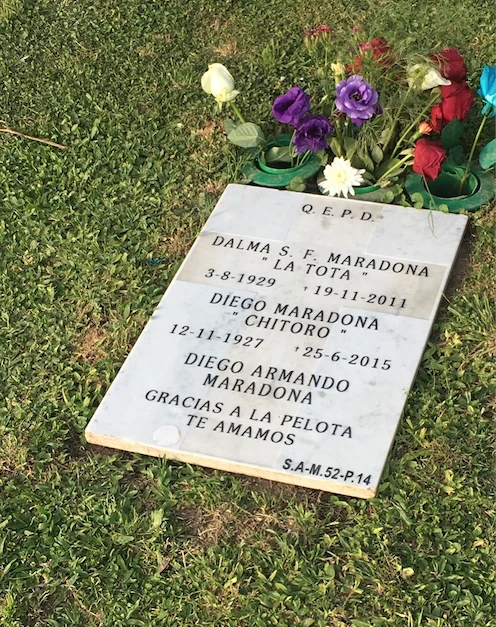 Q.E.P.D.
DALMA S. F. MARADONA
" LA TOTA "
3-8-1929 †19-11-2011
DIEGO MARADONA
" CHITORO "
12-11-1927 †25-6-2015
DIEGO ARMANDO
MARADONA
GRACIAS A LA PELOTA
TE AMAMOS
S.A-M.52-P.14